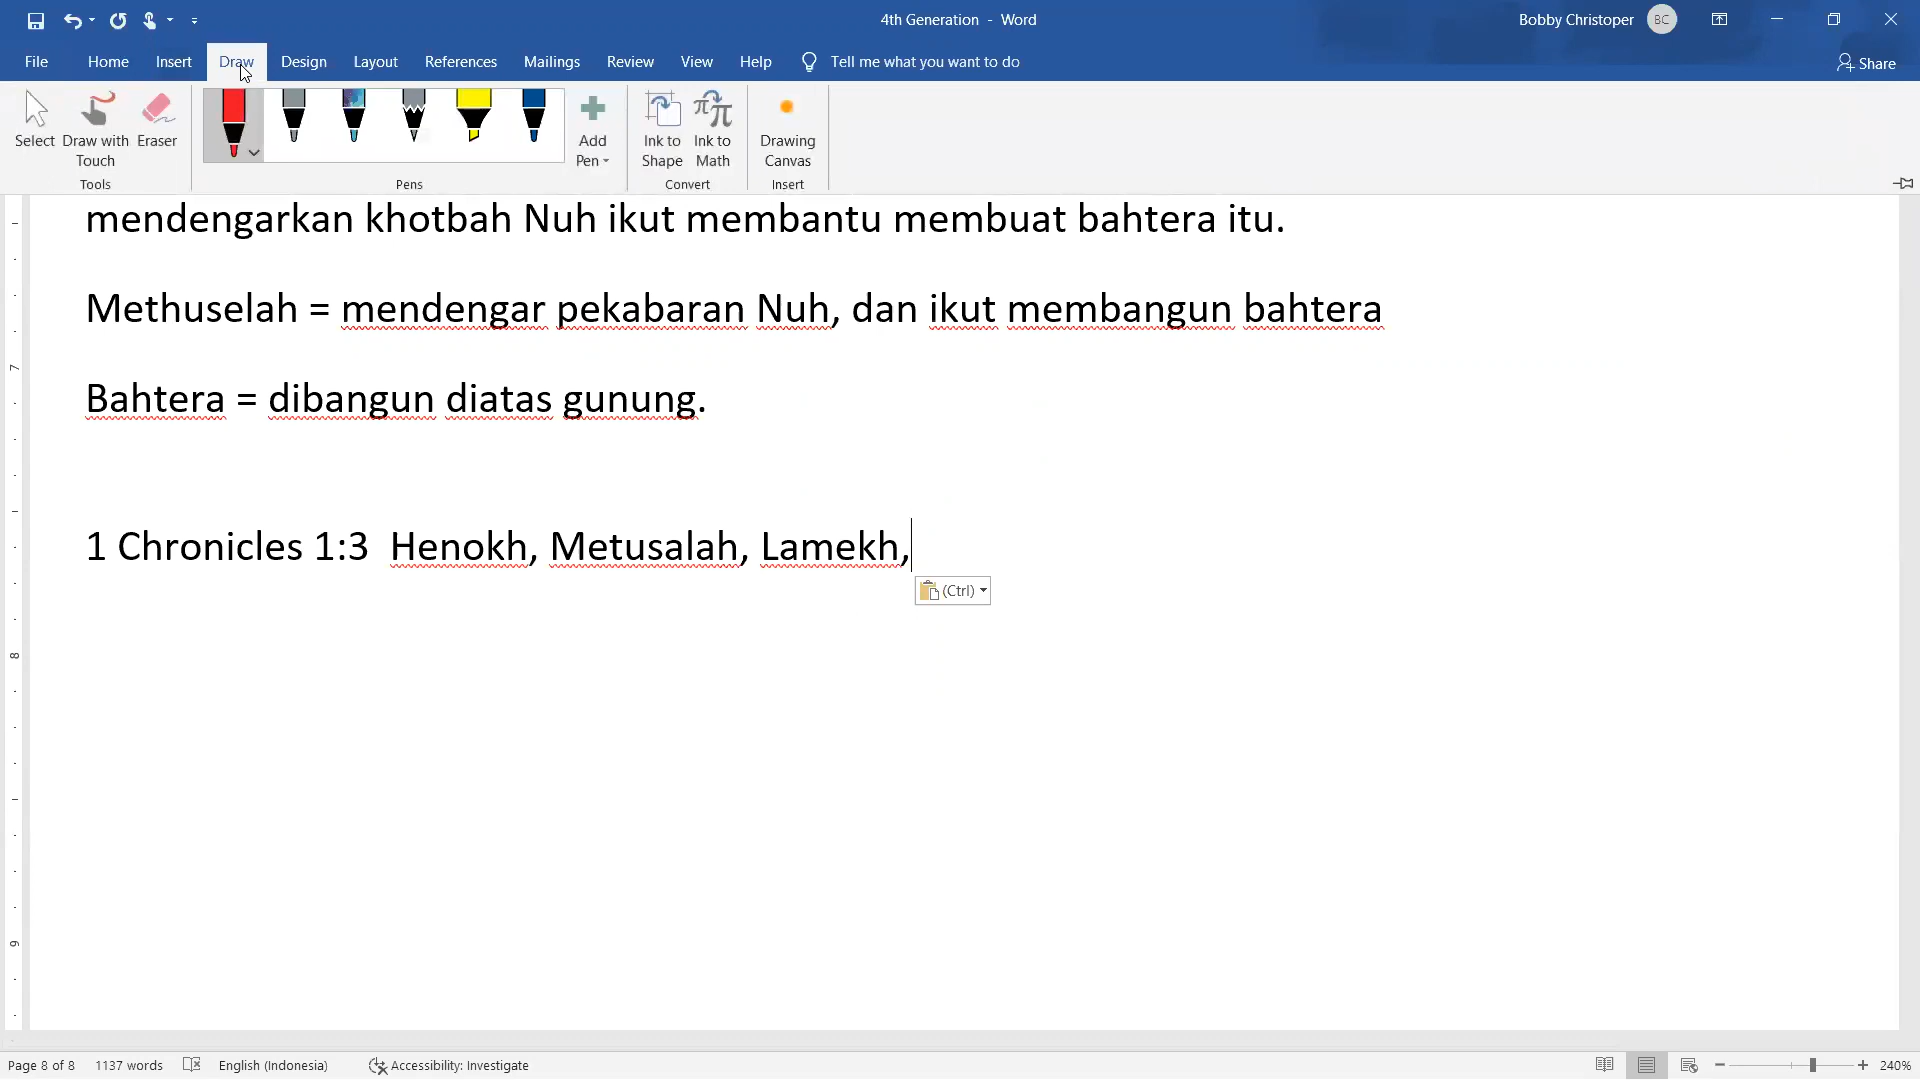 4th Generation - Word
Bobby Christoper BC
File Home Insert Draw Design Layout References Mailings Review View Help Tell me what you want to do Share
Select Draw with Touch Eraser Add Pen Ink to Shape Ink to Math Drawing Canvas
Tools Pens Convert Insert
mendengarkan khotbah Nuh ikut membantu membuat bahtera itu.
Methuselah = mendengar pekabaran Nuh, dan ikut membangun bahtera
7
Bahtera = dibangun diatas gunung.
1 Chronicles 1:3 Henokh, Metusalah, Lamekh,
(Ctrl)
8
9
Page 8 of 8 1137 words English (Indonesia) Accessibility: Investigate 240%